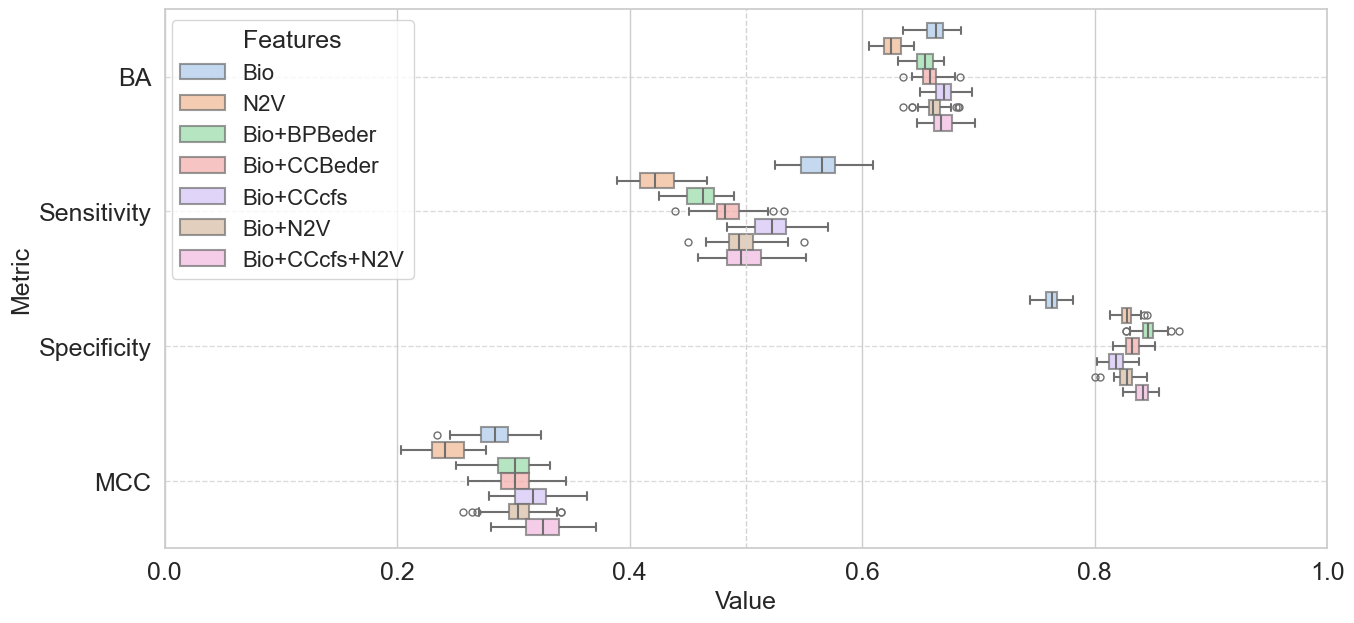 Features
Bio
N2V
Bio+BPBeder
Bio+CCBeder
Bio+CCcfs
Bio+N2V
Bio+CCcfs+N2V
Metric
BA
Sensitivity
Specificity
MCC
0.0 0.2 0.4 0.6 0.8 1.0
Value